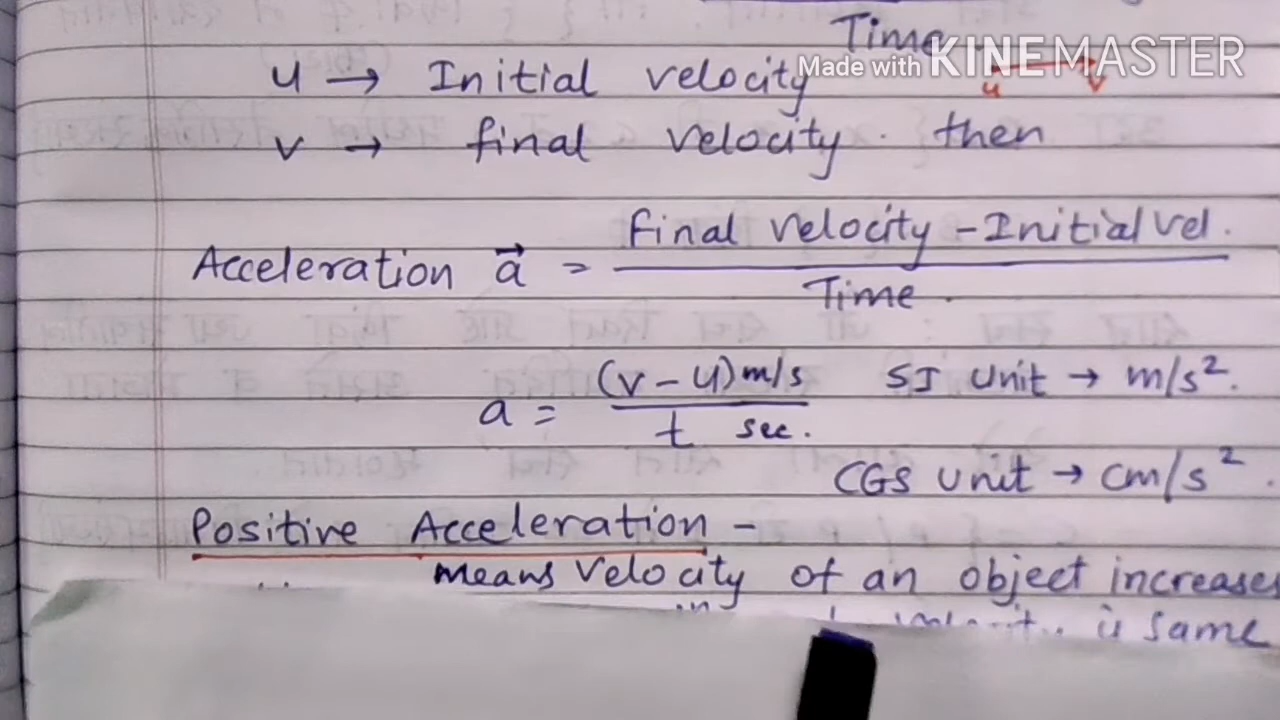 Time
Made with KINEMASTER
u → Initial velocity
u v
v → final velocity. then
Acceleration a⃗ = Final velocity - Initial vel.
Time.
a = (v - u) m/s
t sec.
SI Unit → m/s².
CGS Unit → cm/s².
Positive Acceleration -
means velocity of an object increases
is same